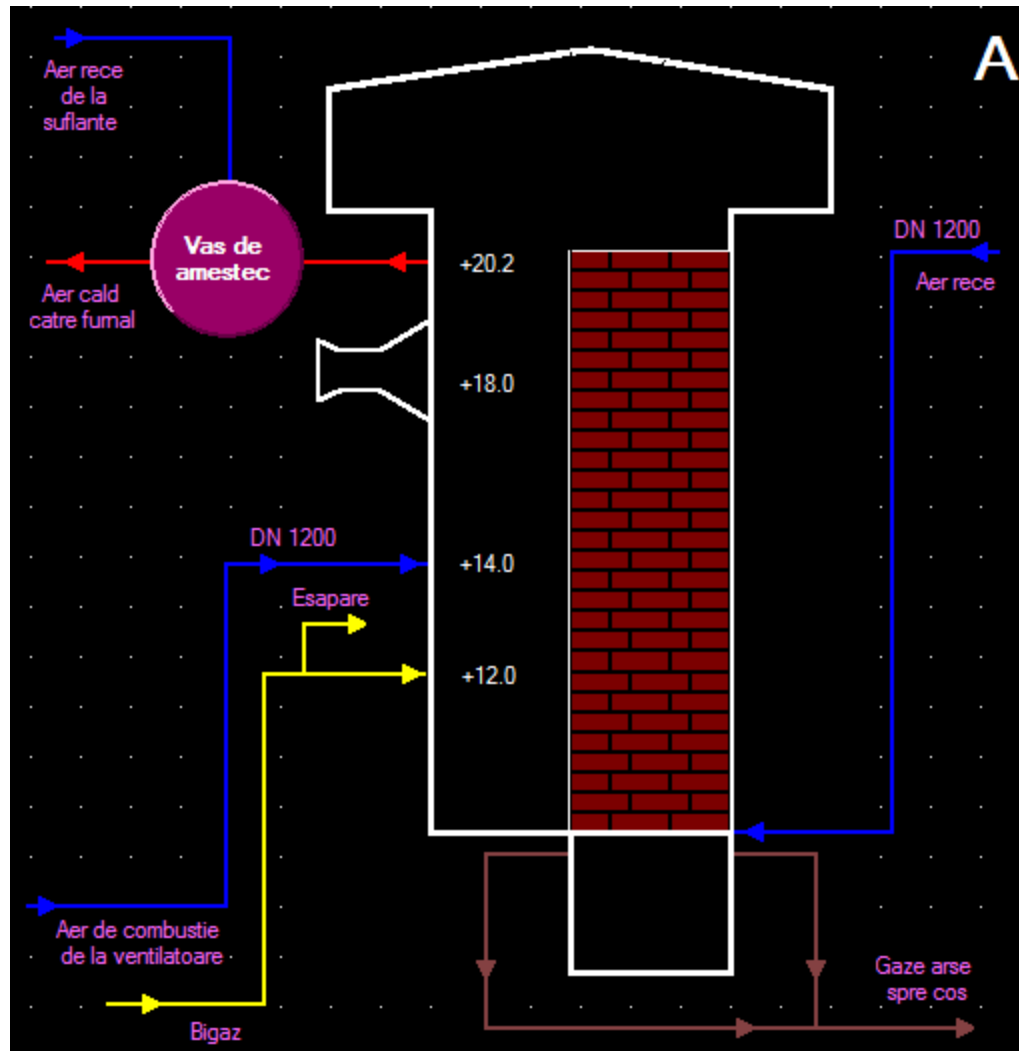 A
Aer rece
de la
suflante
Vas de
amestec
DN 1200
+20.2
Aer rece
Aer cald
catre furnal
+18.0
DN 1200
+14.0
Esapare
+12.0
Aer de combustie
de la ventilatoare
Gaze arse
spre cos
Bigaz